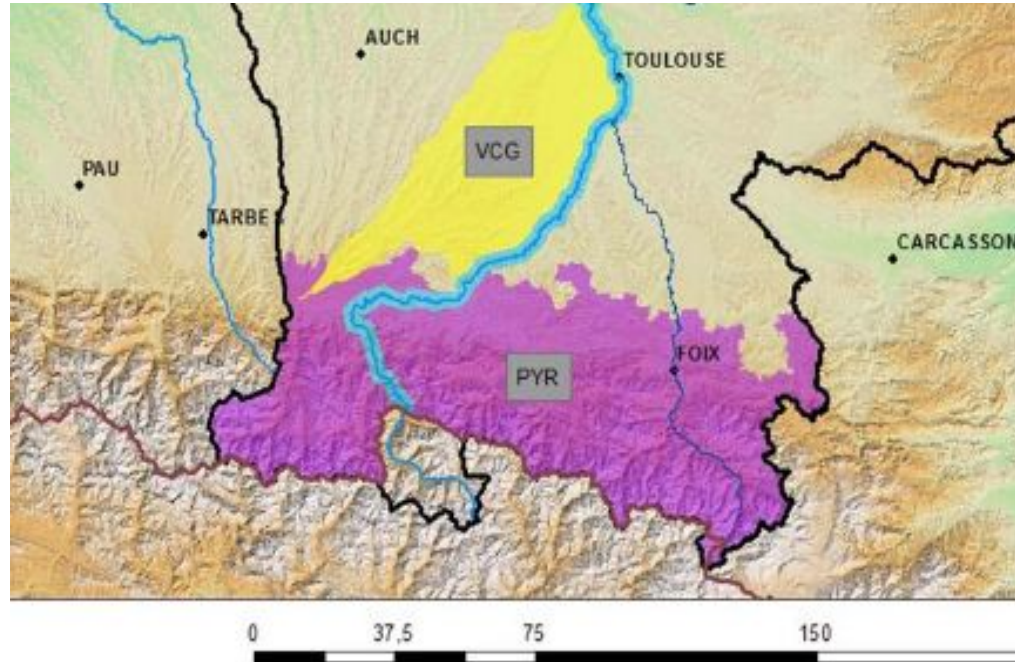 AUCH
TOULOUSE
VCG
PAU
TARBE
CARCASSON
FOIX
PYR
0 37,5 75 150